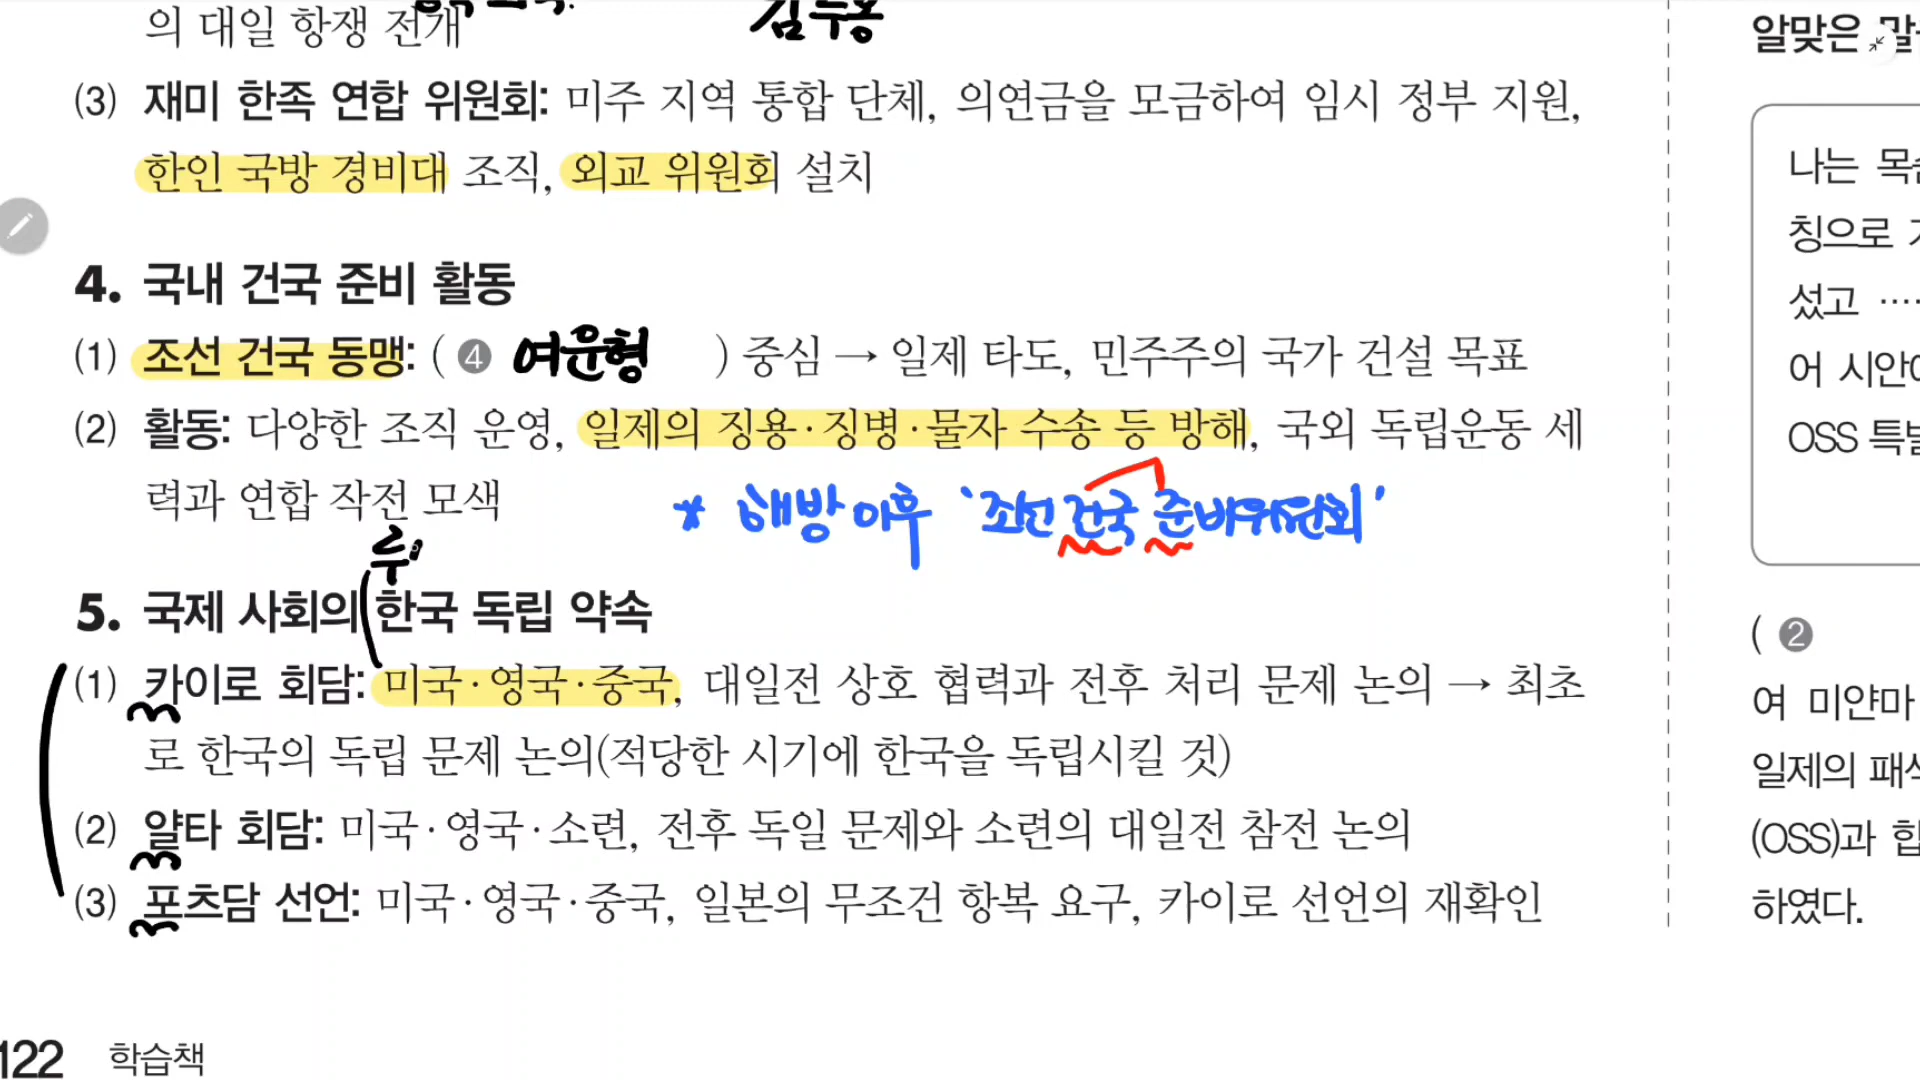 의 대일 항쟁 전개
(3) 재미 한족 연합 위원회: 미주 지역 통합 단체, 의연금을 모금하여 임시 정부 지원,
한인 국방 경비대 조직, 외교 위원회 설치
4. 국내 건국 준비 활동
(1) 조선 건국 동맹: ( ④ 여운형 ) 중심 → 일제 타도, 민주주의 국가 건설 목표
(2) 활동: 다양한 조직 운영, 일제의 징용·징병·물자 수송 등 방해, 국외 독립운동 세
력과 연합 작전 모색
* 해방 이후 '조선 건국 준비위원회'
5. 국제 사회의 한국 독립 약속
(1) 카이로 회담: 미국·영국·중국, 대일전 상호 협력과 전후 처리 문제 논의 → 최초
로 한국의 독립 문제 논의(적당한 시기에 한국을 독립시킬 것)
(2) 얄타 회담: 미국·영국·소련, 전후 독일 문제와 소련의 대일전 참전 논의
(3) 포츠담 선언: 미국·영국·중국, 일본의 무조건 항복 요구, 카이로 선언의 재확인
122 학습책
알맞은 말
나는 목숨
칭으로
섰고 ····
어 시안에
OSS 특별
( ②
여 미얀마
일제의 패색
(OSS)과 합
하였다.